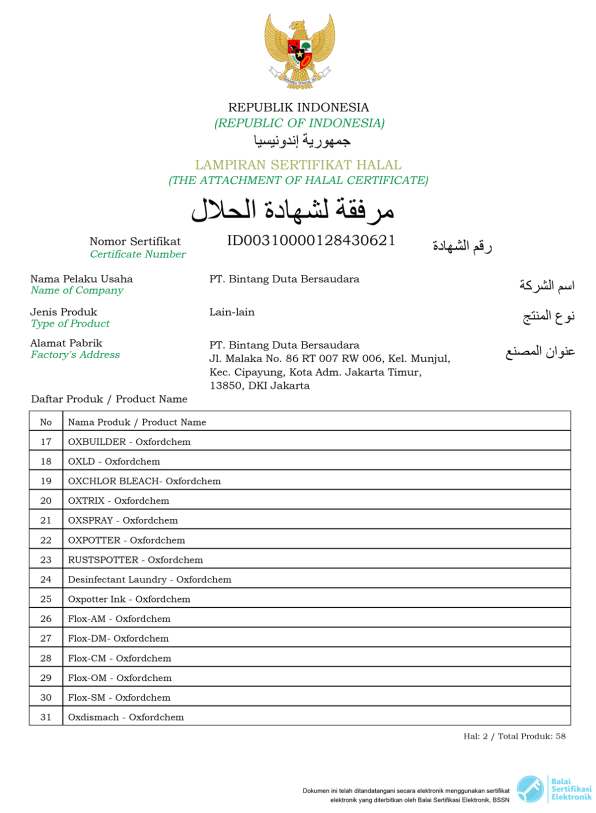 REPUBLIK INDONESIA
(REPUBLIC OF INDONESIA)
جمهورية إندونيسيا
LAMPIRAN SERTIFIKAT HALAL
(THE ATTACHMENT OF HALAL CERTIFICATE)
مرفقة لشهادة الحلال
Nomor Sertifikat ID00310000128430621 رقم الشهادة
Certificate Number
Nama Pelaku Usaha PT. Bintang Duta Bersaudara اسم الشركة
Name of Company
Jenis Produk Lain-lain نوع المنتج
Type of Product
Alamat Pabrik PT. Bintang Duta Bersaudara عنوان المصنع
Factory's Address
Jl. Malaka No. 86 RT 007 RW 006, Kel. Munjul,
Kec. Cipayung, Kota Adm. Jakarta Timur,
13850, DKI Jakarta
Daftar Produk / Product Name
No Nama Produk / Product Name
17 OXBUILDER - Oxfordchem
18 OXLD - Oxfordchem
19 OXCHLOR BLEACH- Oxfordchem
20 OXTRIX - Oxfordchem
21 OXSPRAY - Oxfordchem
22 OXPOTTER - Oxfordchem
23 RUSTSPOTTER - Oxfordchem
24 Desinfectant Laundry - Oxfordchem
25 Oxpotter Ink - Oxfordchem
26 Flox-AM - Oxfordchem
27 Flox-DM- Oxfordchem
28 Flox-CM - Oxfordchem
29 Flox-OM - Oxfordchem
30 Flox-SM - Oxfordchem
31 Oxdismach - Oxfordchem
Hal: 2 / Total Produk: 58
Dokumen ini telah ditandatangani secara elektronik menggunakan sertifikat
elektronik yang diterbitkan oleh Balai Sertifikasi Elektronik, BSSN
Balai
Sertifikasi
Elektronik